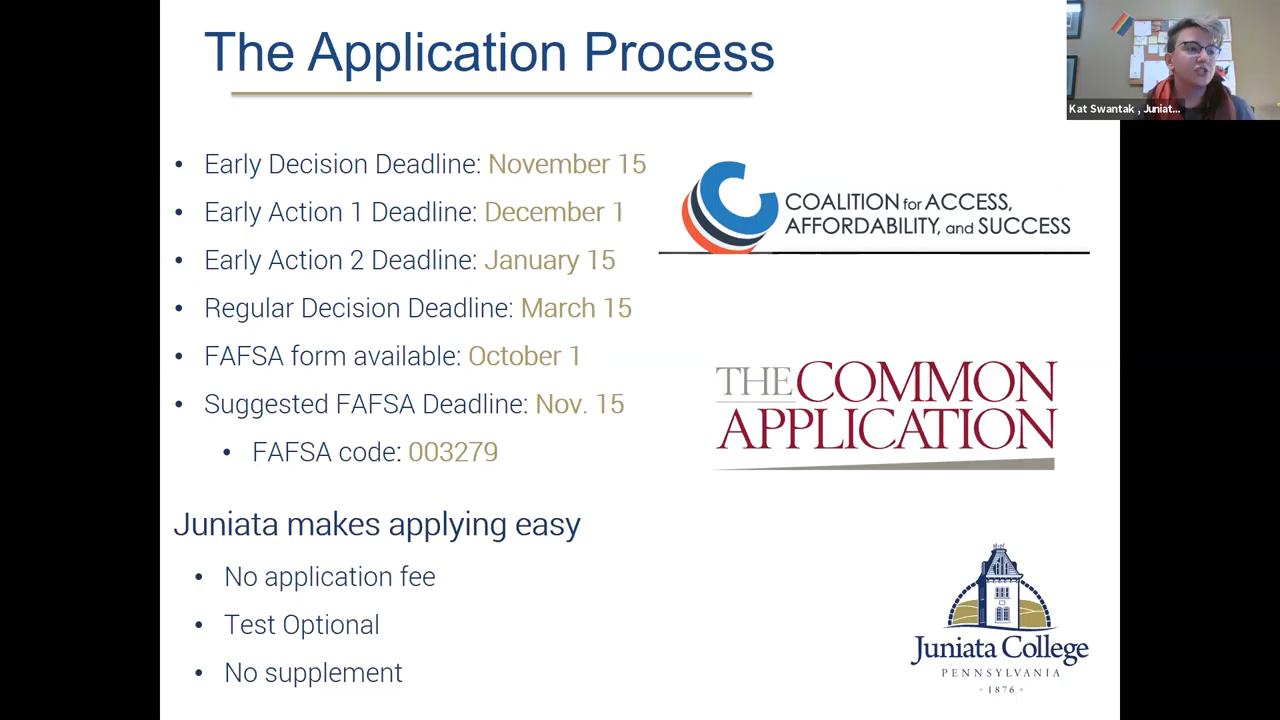 The Application Process
Kat Swantak , Juniat...
• Early Decision Deadline: November 15
• Early Action 1 Deadline: December 1
• Early Action 2 Deadline: January 15
• Regular Decision Deadline: March 15
• FAFSA form available: October 1
• Suggested FAFSA Deadline: Nov. 15
• FAFSA code: 003279
COALITION for ACCESS,
AFFORDABILITY, and SUCCESS
THE COMMON
APPLICATION
Juniata makes applying easy
• No application fee
• Test Optional
• No supplement
Juniata College
PENNSYLVANIA
• 1876 •